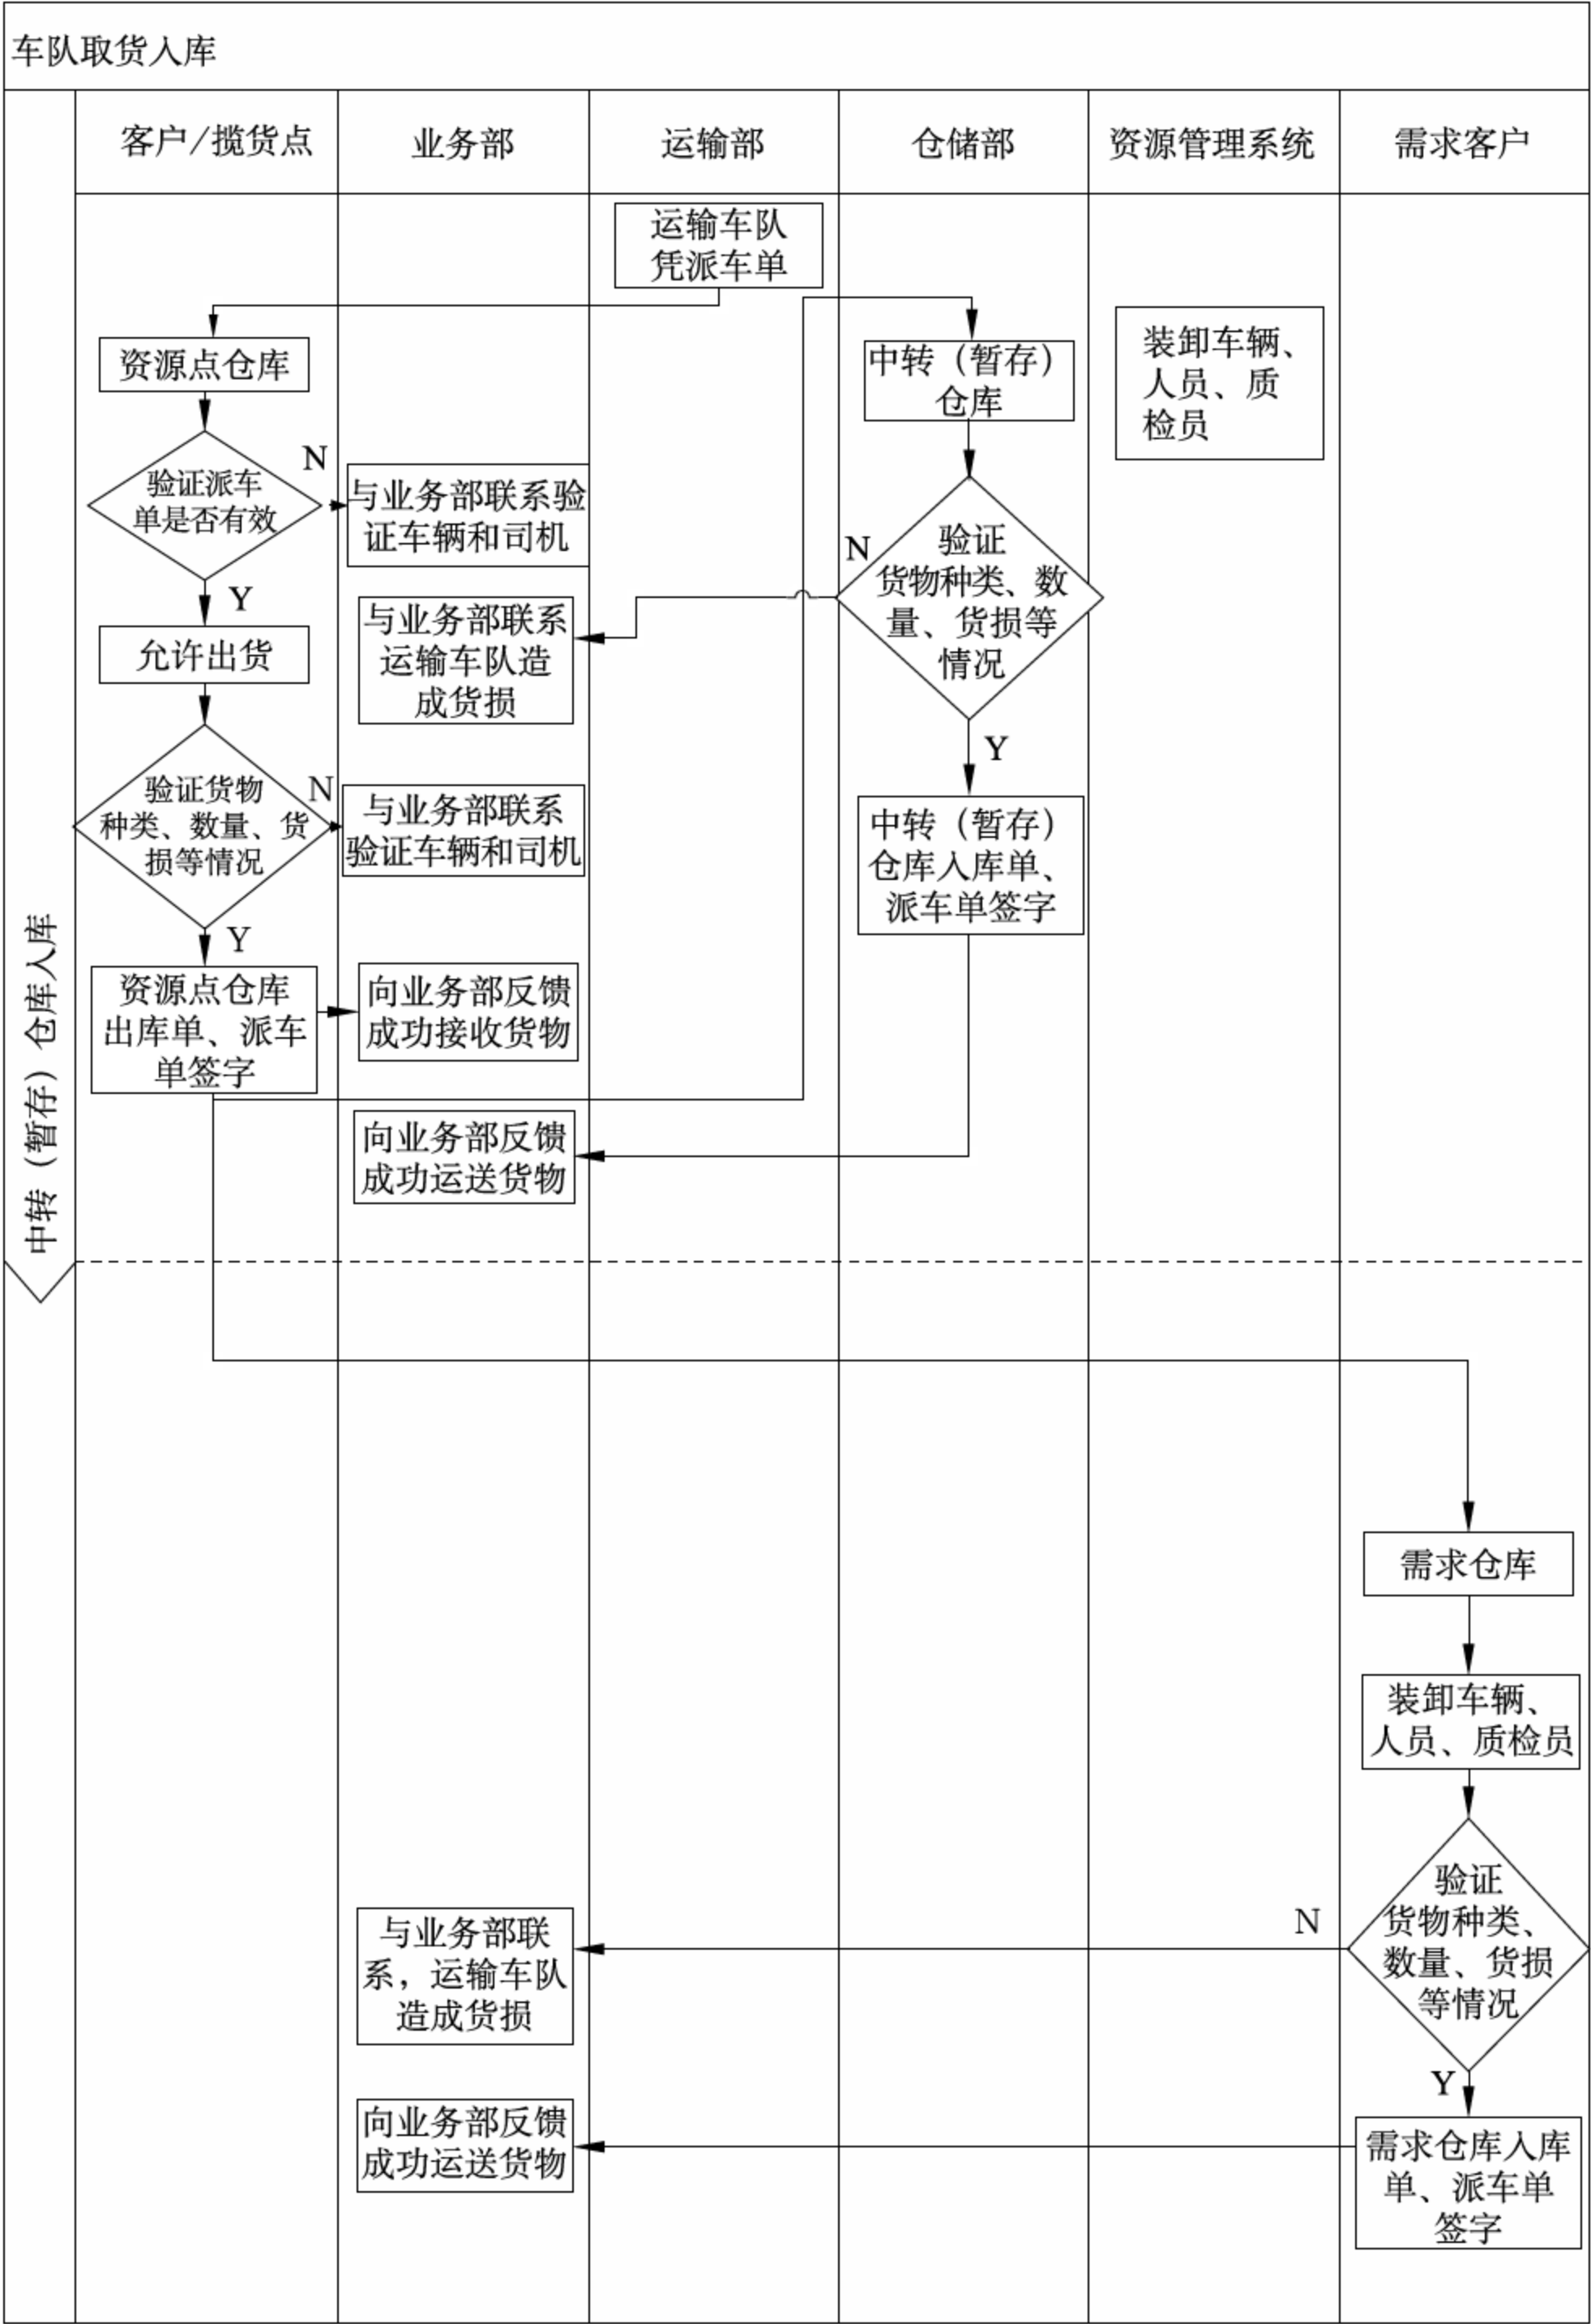 车队取货入库
客户/揽货点
业务部
运输部
仓储部
资源管理系统
需求客户
中转（暂存）仓库入库
运输车队
凭派车单
资源点仓库
验证派车
单是否有效
N
与业务部联系验
证车辆和司机
Y
允许出货
验证货物
种类、数量、货
损等情况
N
与业务部联系
验证车辆和司机
Y
资源点仓库
出库单、派车
单签字
向业务部反馈
成功接收货物
中转（暂存）
仓库
装卸车辆、
人员、质
检员
验证
货物种类、数
量、货损等
情况
N
与业务部联系
运输车队造
成货损
Y
中转（暂存）
仓库入库单、
派车单签字
向业务部反馈
成功运送货物
需求仓库
装卸车辆、
人员、质检员
验证
货物种类、
数量、货损
等情况
N
与业务部联
系，运输车队
造成货损
Y
需求仓库入库
单、派车单
签字
向业务部反馈
成功运送货物